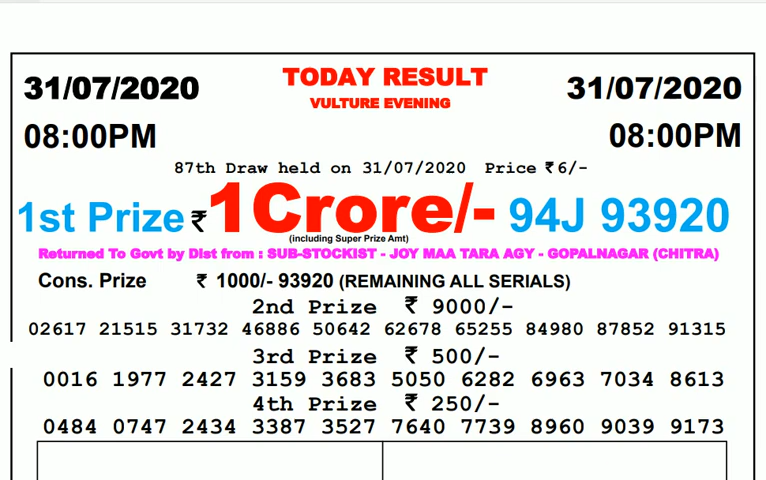 31/07/2020 TODAY RESULT 31/07/2020
VULTURE EVENING
08:00PM 08:00PM
87th Draw held on 31/07/2020 Price ₹6/-
1st Prize ₹1Crore/- 94J 93920
(including Super Prize Amt)
Returned To Govt by Dist from : SUB-STOCKIST - JOY MAA TARA AGY - GOPALNAGAR (CHITRA)
Cons. Prize ₹ 1000/- 93920 (REMAINING ALL SERIALS)
2nd Prize ₹ 9000/-
02617 21515 31732 46886 50642 62678 65255 84980 87852 91315
3rd Prize ₹ 500/-
0016 1977 2427 3159 3683 5050 6282 6963 7034 8613
4th Prize ₹ 250/-
0484 0747 2434 3387 3527 7640 7739 8960 9039 9173